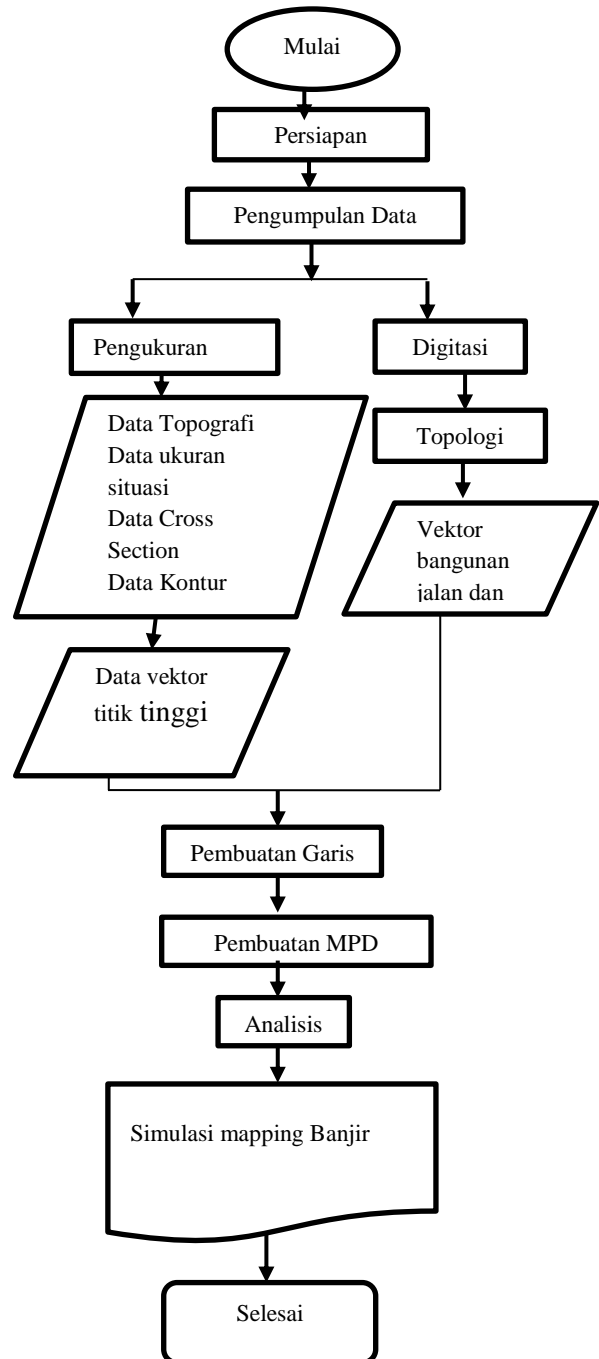 Mulai
Persiapan
Pengumpulan Data
Pengukuran
Digitasi
Data Topografi
Data ukuran
situasi
Data Cross
Section
Data Kontur
Topologi
Vektor
bangunan
jalan dan
Data vektor
titik tinggi
Pembuatan Garis
Pembuatan MPD
Analisis
Simulasi mapping Banjir
Selesai